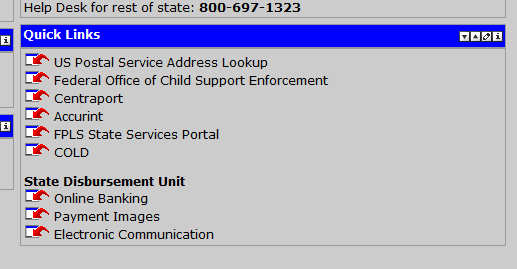 Help Desk for rest of state: 800-697-1323
Quick Links
US Postal Service Address Lookup
Federal Office of Child Support Enforcement
Centraport
Accurint
FPLS State Services Portal
COLD
State Disbursement Unit
Online Banking
Payment Images
Electronic Communication